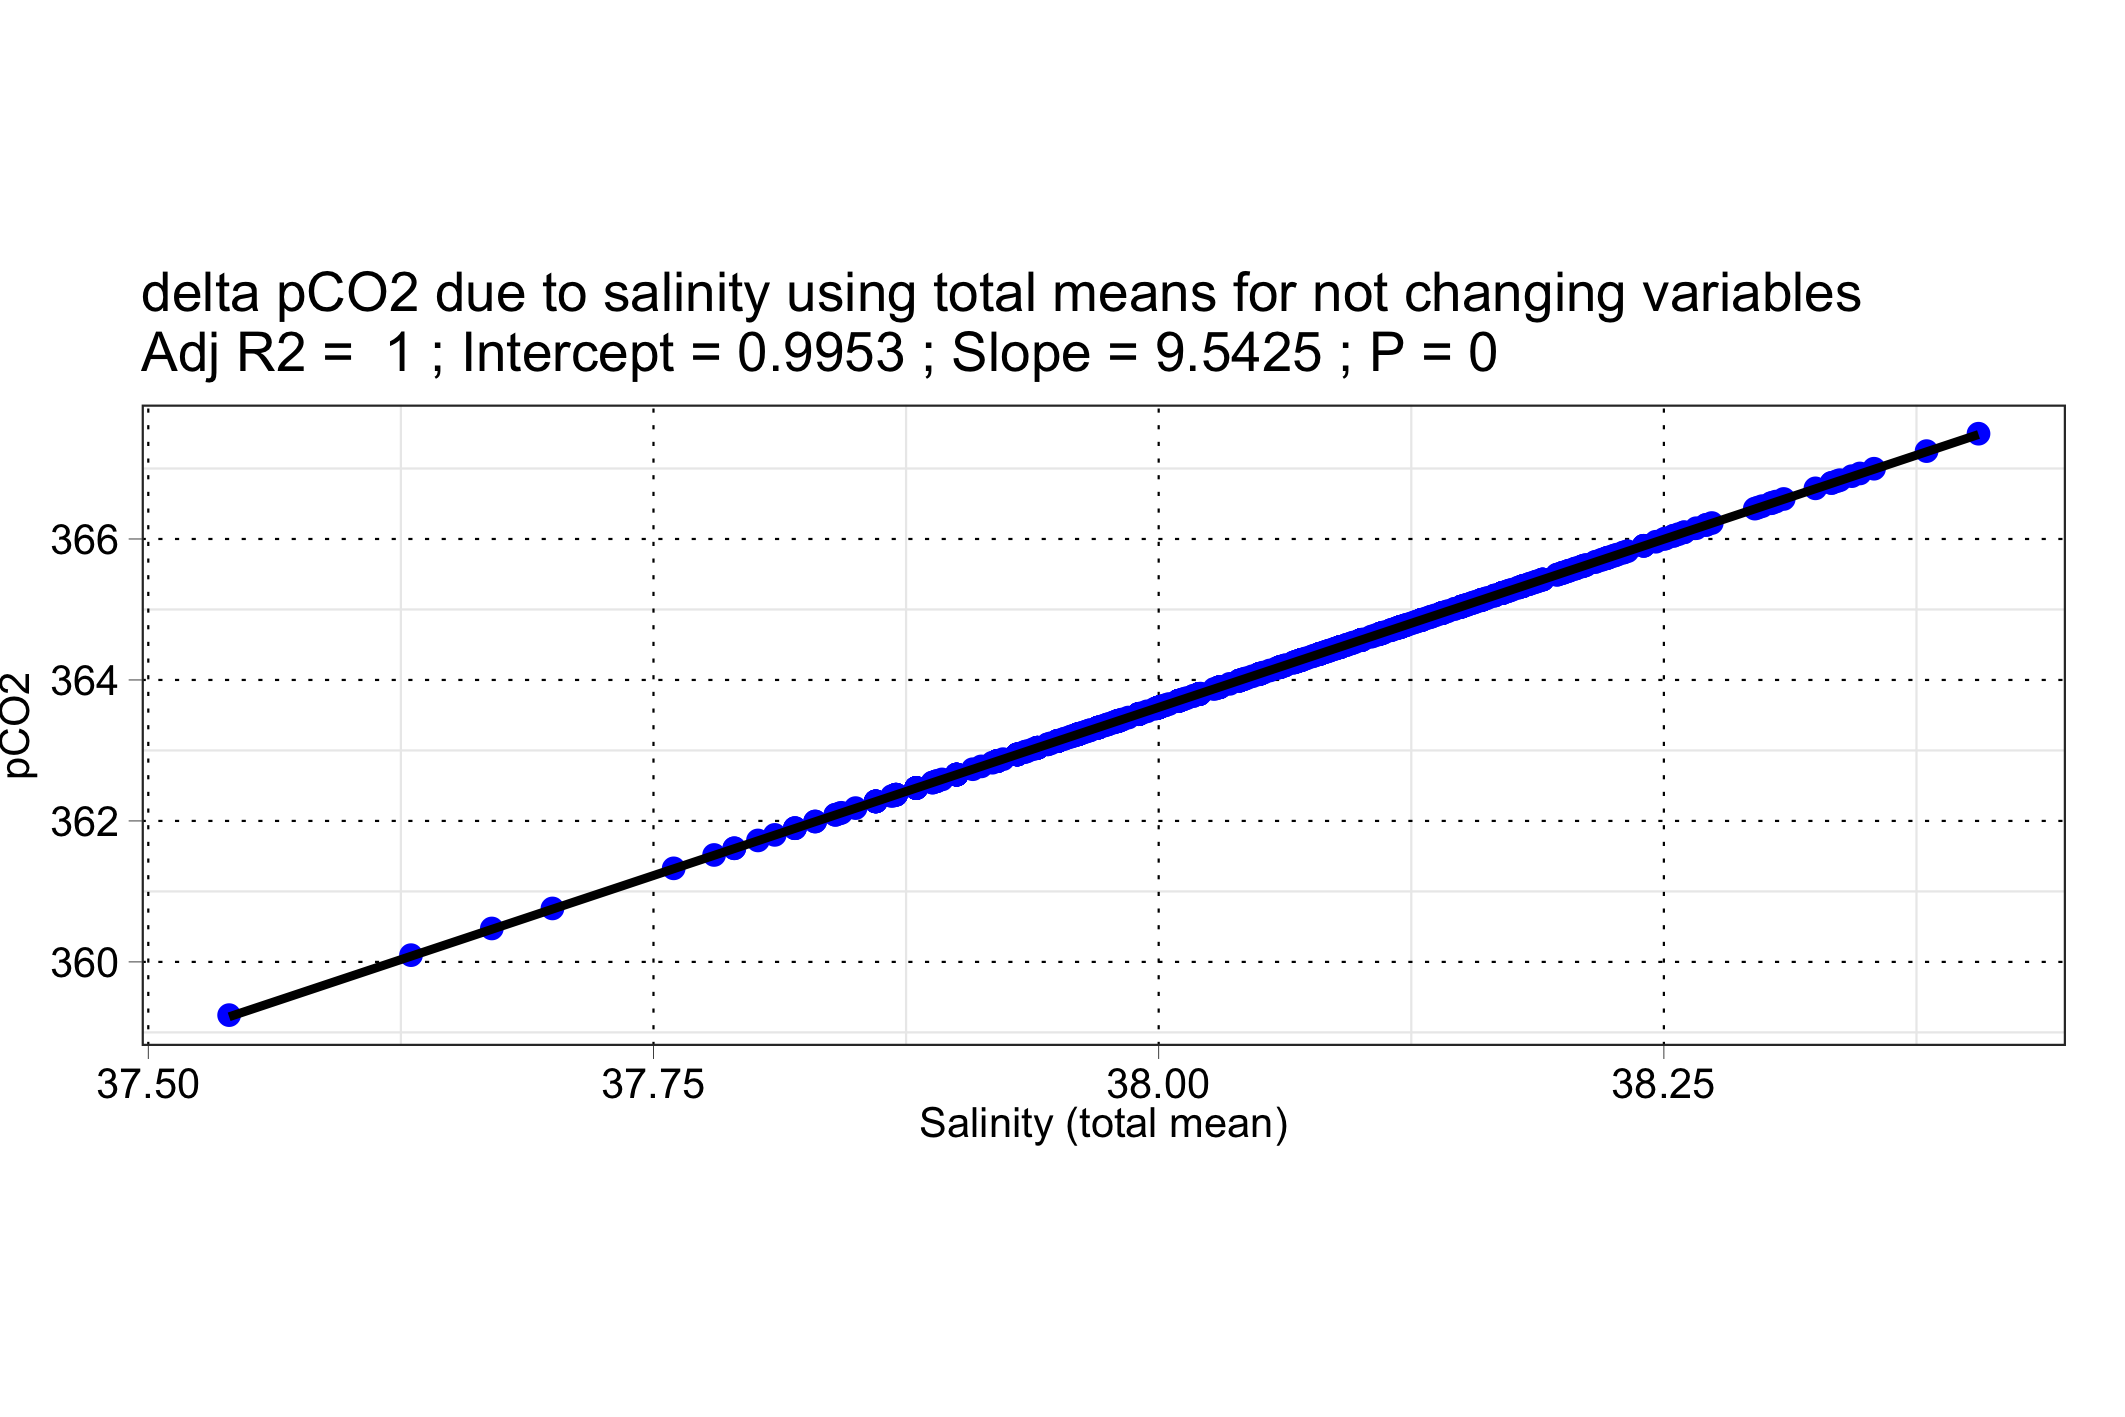 delta pCO2 due to salinity using total means for not changing variables
Adj R2 =  1 ; Intercept = 0.9953 ; Slope = 9.5425 ; P = 0
366
364
362
360
pCO2
37.50
37.75
38.00
38.25
Salinity (total mean)